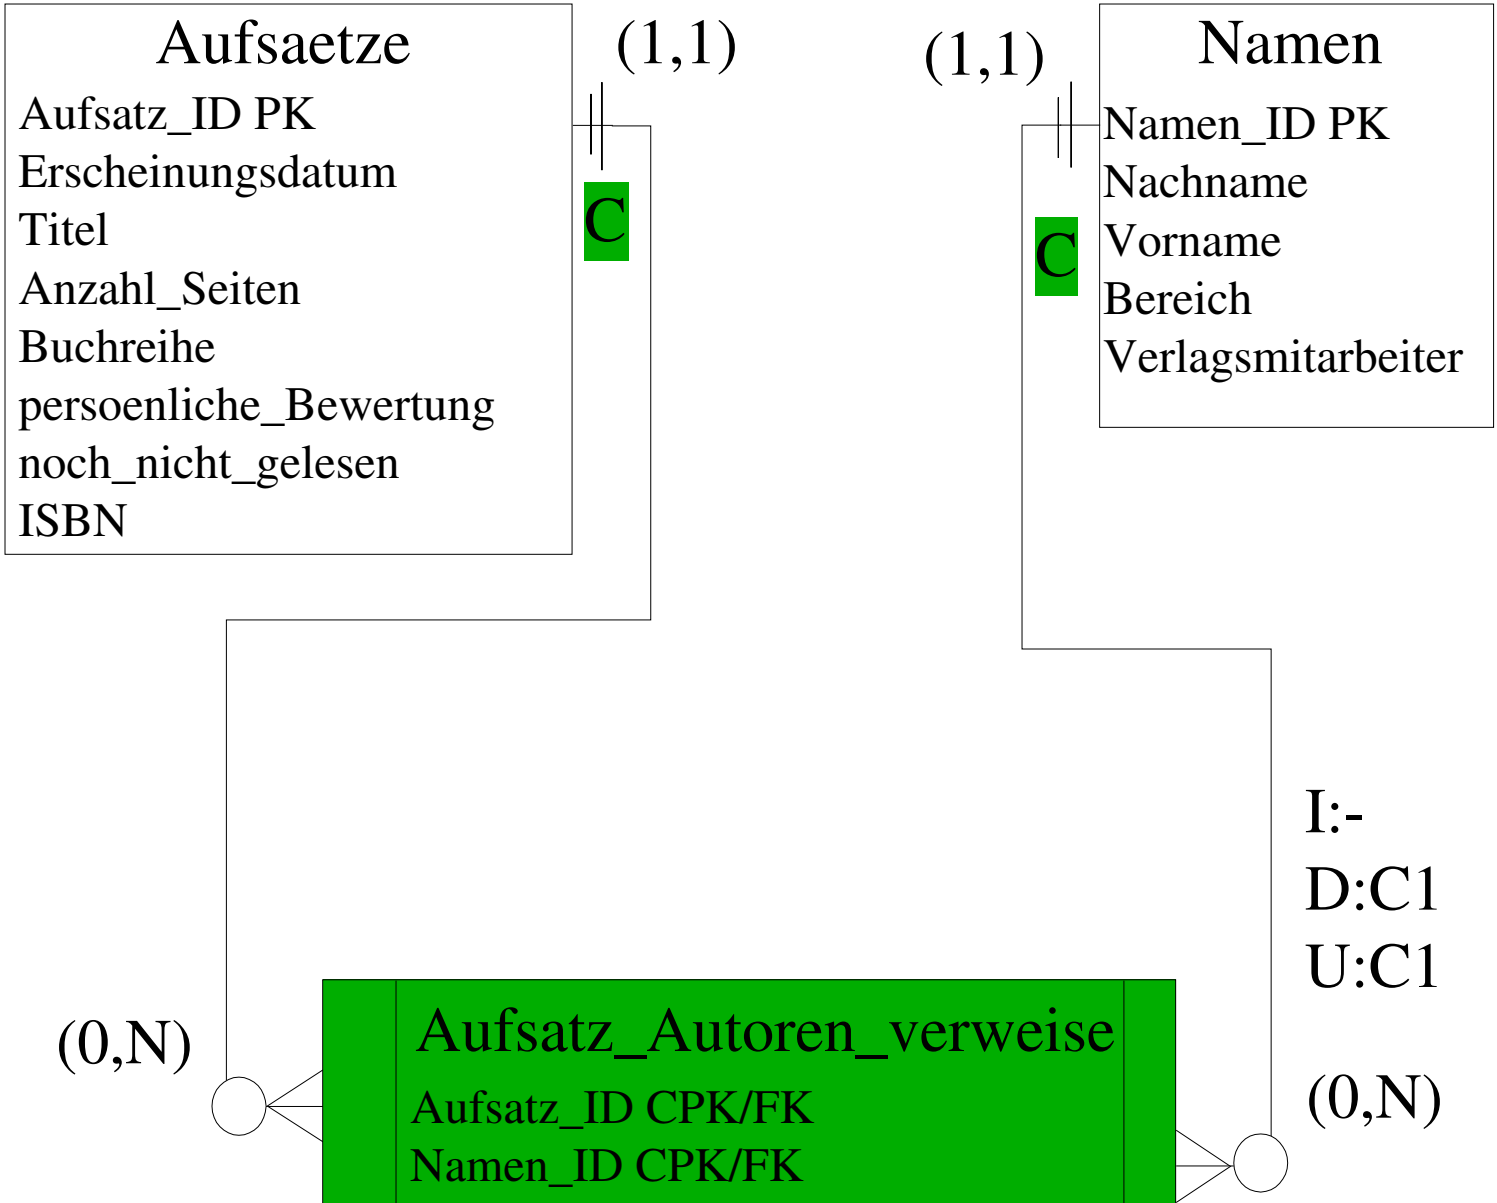 Aufsaetze
Aufsatz_ID PK
Erscheinungsdatum
Titel
Anzahl_Seiten
Buchreihe
persoenliche_Bewertung
noch_nicht_gelesen
ISBN
(1,1)
C
(1,1)
C
Namen
Namen_ID PK
Nachname
Vorname
Bereich
Verlagsmitarbeiter
I:-
D:C1
U:C1
(0,N)
Aufsatz_Autoren_verweise
Aufsatz_ID CPK/FK
Namen_ID CPK/FK
(0,N)